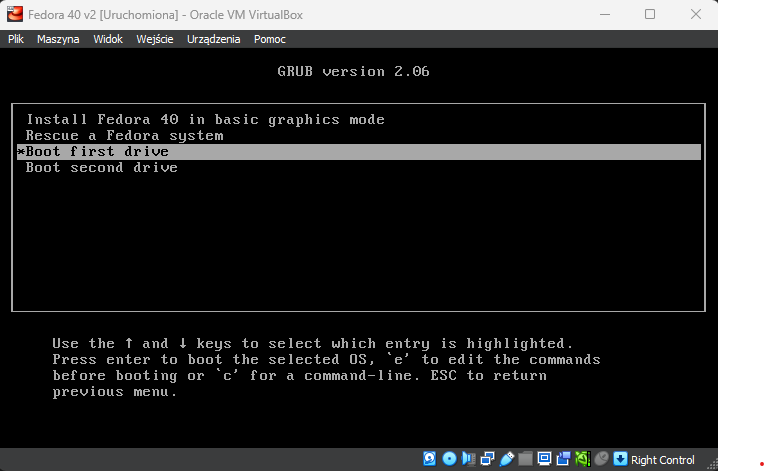 Fedora 40 v2 [Uruchomiona] - Oracle VM VirtualBox
Plik Maszyna Widok Wejście Urządzenia Pomoc
GRUB version 2.06
Install Fedora 40 in basic graphics mode
Rescue a Fedora system
*Boot first drive
Boot second drive
Use the ↑ and ↓ keys to select which entry is highlighted.
Press enter to boot the selected OS, `e' to edit the commands
before booting or `c' for a command-line. ESC to return
previous menu.
Right Control